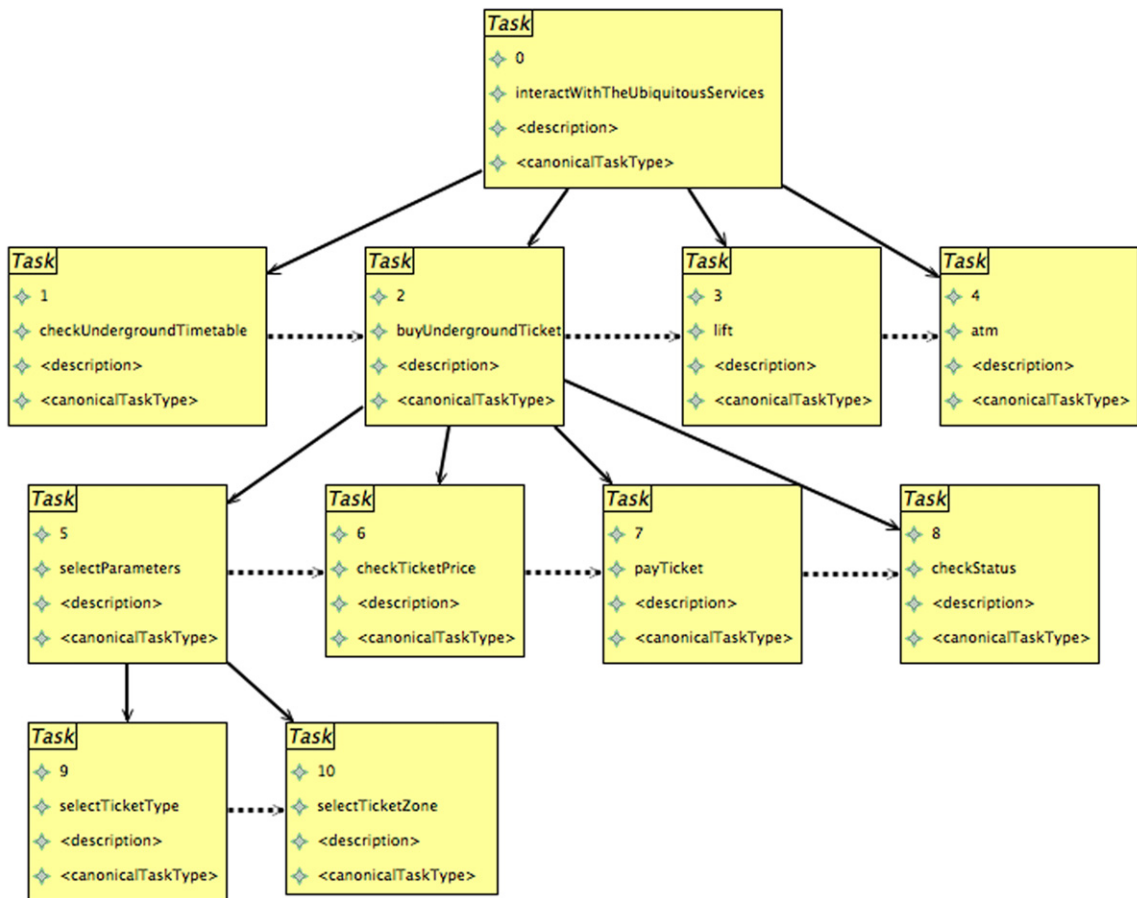 Task
0
interactWithTheUbiquitousServices
<description>
<canonicalTaskType>
Task
1
checkUndergroundTimetable
<description>
<canonicalTaskType>
Task
2
buyUndergroundTicket
<description>
<canonicalTaskType>
Task
3
lift
<description>
<canonicalTaskType>
Task
4
atm
<description>
<canonicalTaskType>
Task
5
selectParameters
<description>
<canonicalTaskType>
Task
6
checkTicketPrice
<description>
<canonicalTaskType>
Task
7
payTicket
<description>
<canonicalTaskType>
Task
8
checkStatus
<description>
<canonicalTaskType>
Task
9
selectTicketType
<description>
<canonicalTaskType>
Task
10
selectTicketZone
<description>
<canonicalTaskType>